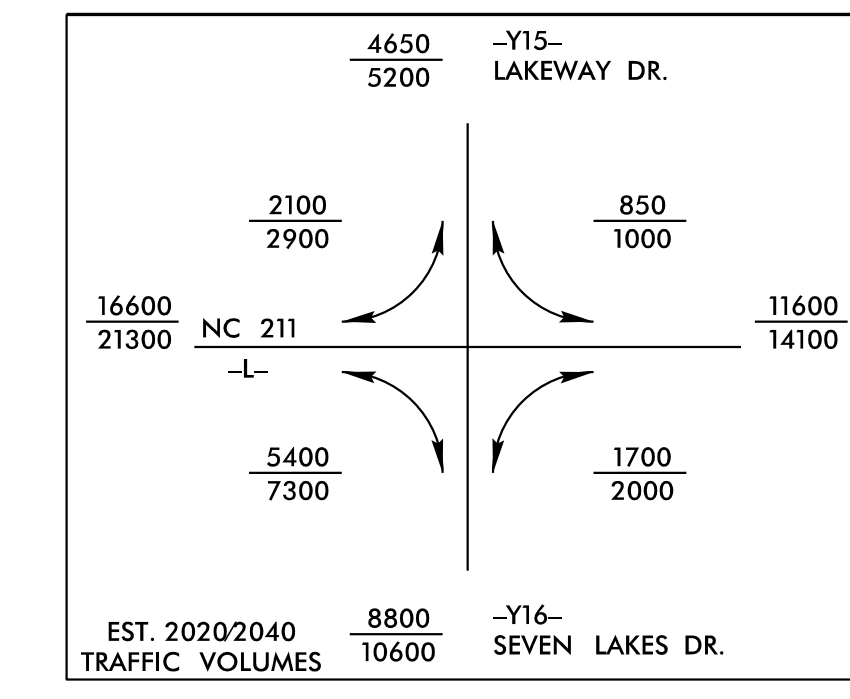 4650
5200
–Y15–
LAKEWAY DR.
2100
2900
850
1000
16600
21300
NC 211
–L–
11600
14100
5400
7300
1700
2000
8800
10600
–Y16–
SEVEN LAKES DR.
EST. 2020/2040
TRAFFIC VOLUMES